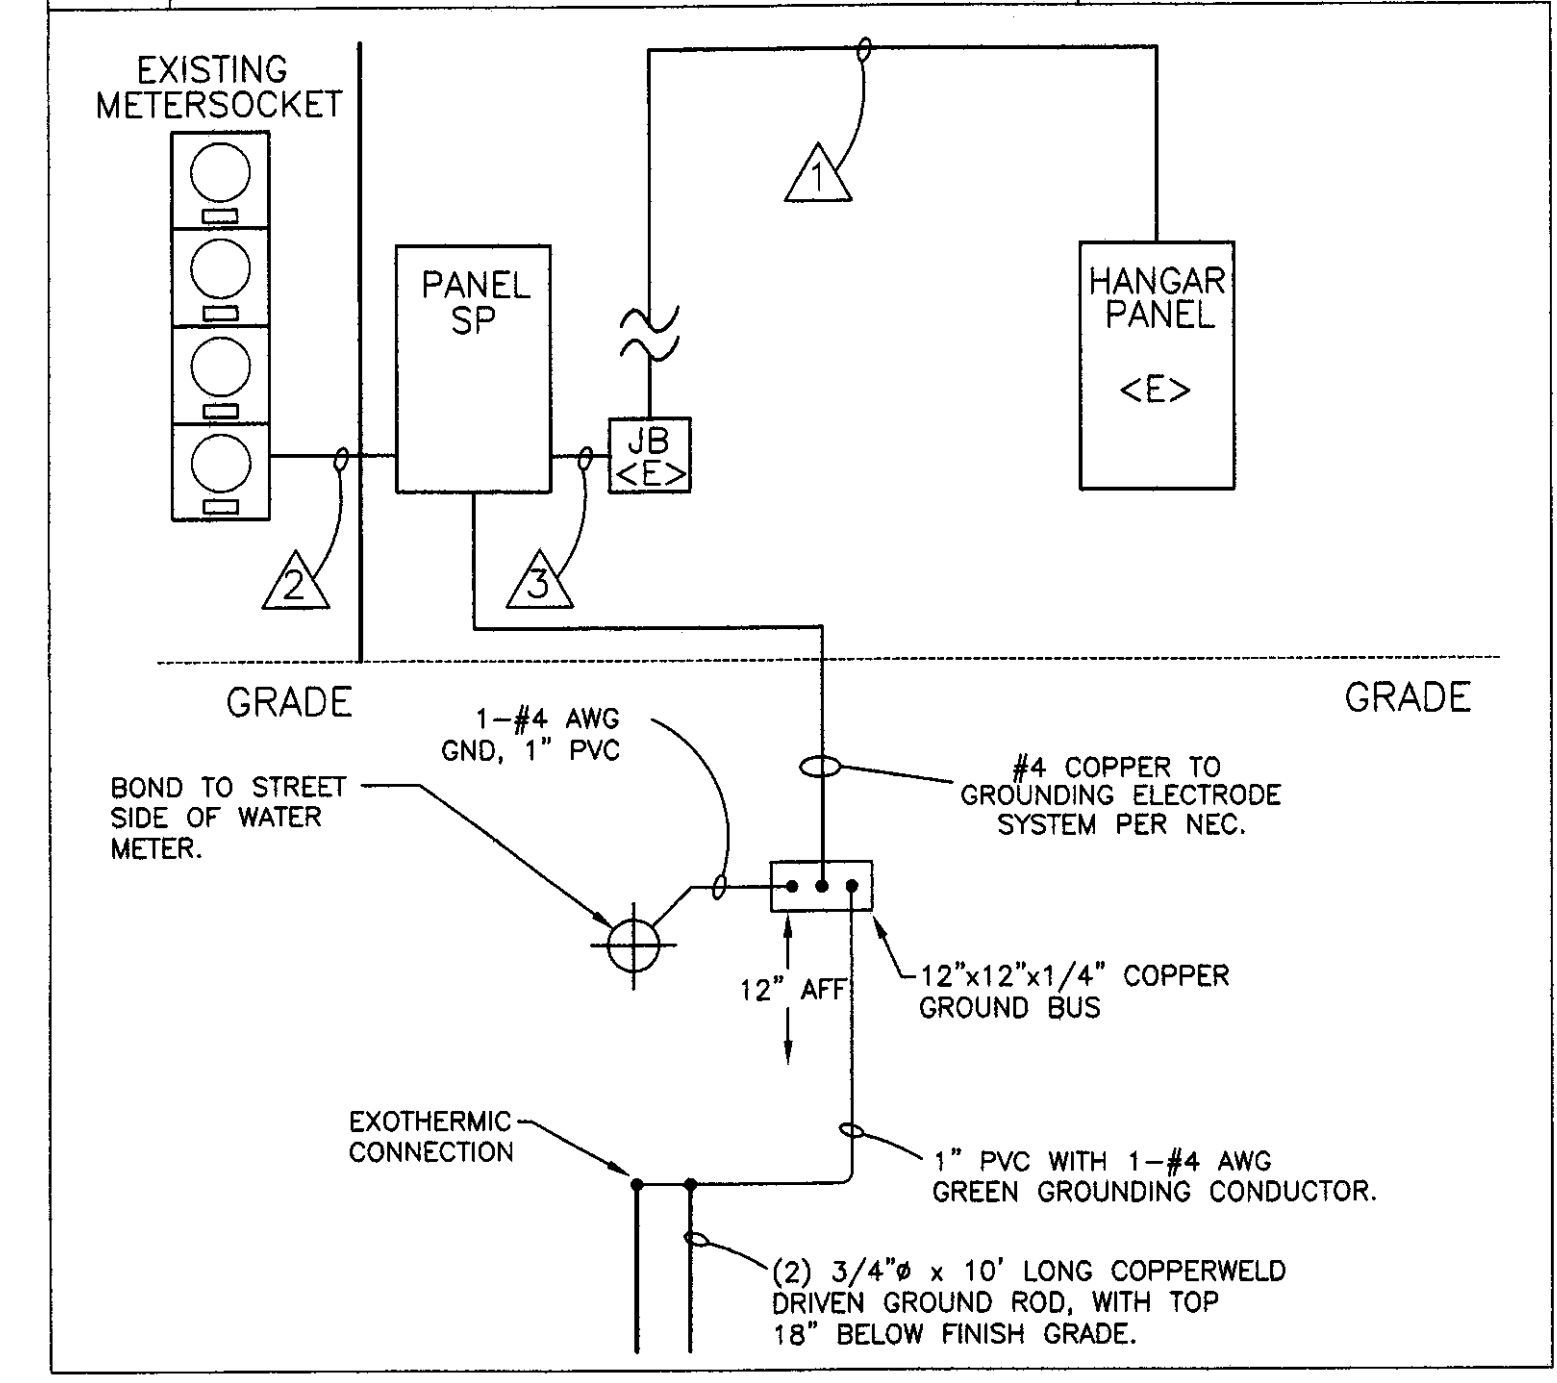 EXISTING
METERSOCKET
1
PANEL
SP
HANGAR
PANEL
<E>
JB
<E>
2
3
GRADE
GRADE
1-#4 AWG
GND, 1" PVC
#4 COPPER TO
GROUNDING ELECTRODE
SYSTEM PER NEC.
BOND TO STREET
SIDE OF WATER
METER.
12" AFF
12"x12"x1/4" COPPER
GROUND BUS
EXOTHERMIC
CONNECTION
1" PVC WITH 1-#4 AWG
GREEN GROUNDING CONDUCTOR.
(2) 3/4"ø x 10' LONG COPPERWELD
DRIVEN GROUND ROD, WITH TOP
18" BELOW FINISH GRADE.